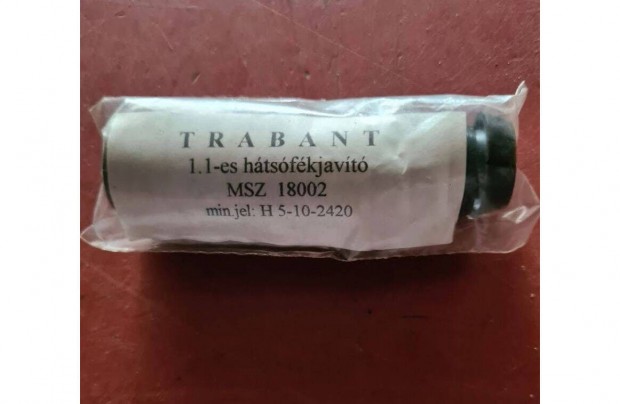 TRABANT
1.1-es hátsófékjavító
MSZ 18002
min.jel: H 5-10-2420